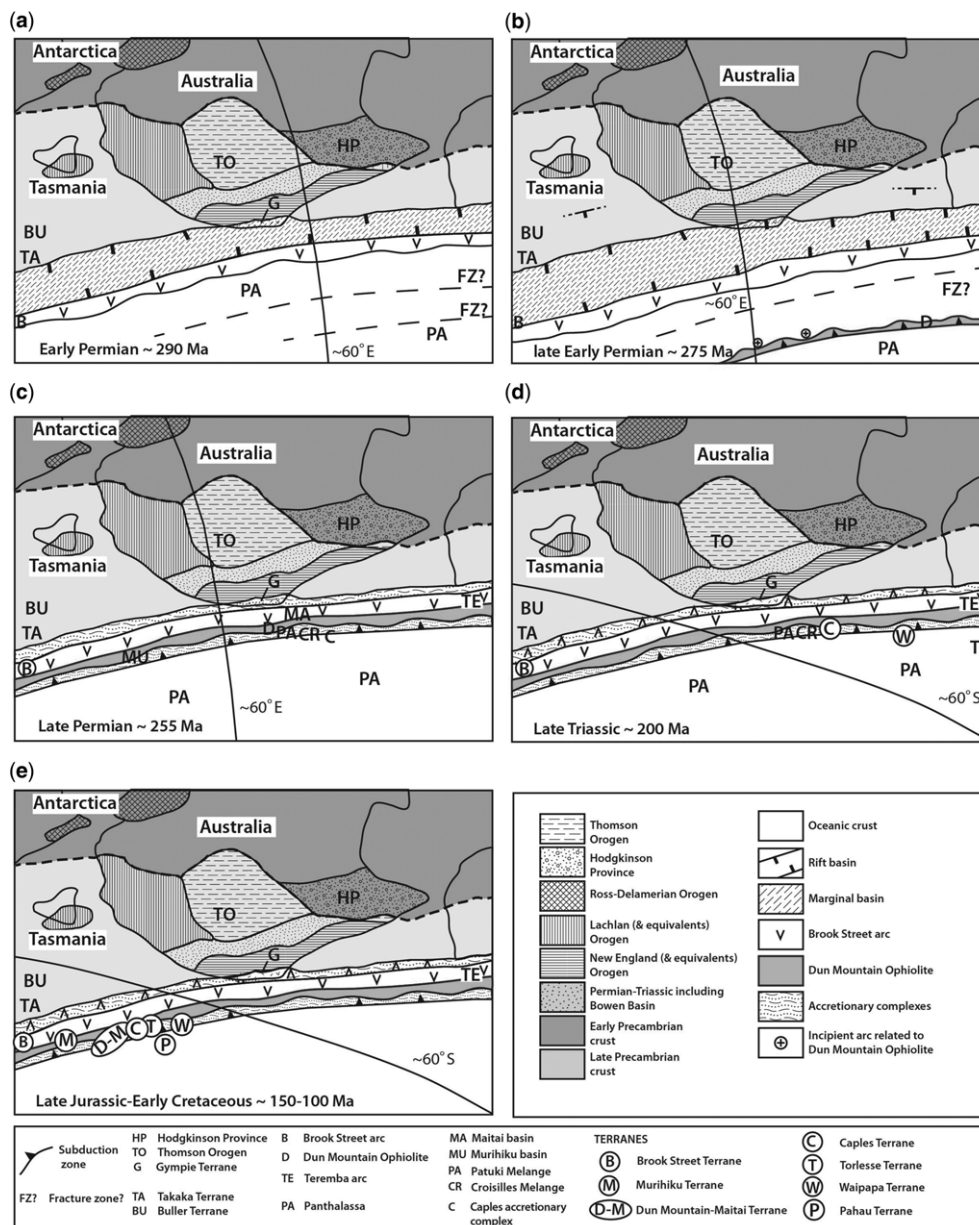 (a)
Antarctica
Australia
HP
TO
Tasmania
G
BU
TA
PA
FZ?
FZ?
B
PA
Early Permian ~ 290 Ma
~60°E
(b)
Antarctica
Australia
HP
TO
Tasmania
G
BU
TA
~60°E
FZ?
B
D
late Early Permian ~ 275 Ma
PA
(c)
Antarctica
Australia
HP
TO
Tasmania
G
BU
TE
MA
TA
D
PACR C
B
MU
PA
PA
~60°E
Late Permian ~ 255 Ma
(d)
Antarctica
Australia
HP
TO
Tasmania
G
BU
TE
TA
PACR
C
W
B
T
PA
PA
~60°S
Late Triassic ~ 200 Ma
(e)
Antarctica
Australia
HP
TO
Tasmania
G
BU
TE
TA
B
M
D-M
C
T
W
P
~60°S
Late Jurassic-Early Cretaceous ~ 150-100 Ma
Thomson
Orogen
Hodgkinson
Province
Ross-Delamerian Orogen
Lachlan (& equivalents)
Orogen
New England (& equivalents)
Orogen
Permian-Triassic including
Bowen Basin
Early Precambrian
crust
Late Precambrian
crust
Oceanic crust
Rift basin
Marginal basin
Brook Street arc
Dun Mountain Ophiolite
Accretionary complexes
Incipient arc related to
Dun Mountain Ophiolite
Subduction
zone
FZ? Fracture zone?
HP Hodgkinson Province
TO Thomson Orogen
G Gympie Terrane
TA Takaka Terrane
BU Buller Terrane
B Brook Street arc
D Dun Mountain Ophiolite
TE Teremba arc
PA Panthalassa
MA Maitai basin
MU Murihiku basin
PA Patuki Melange
CR Croisilles Melange
C Caples accretionary
complex
TERRANES
B Brook Street Terrane
M Murihiku Terrane
D-M Dun Mountain-Maitai Terrane
C Caples Terrane
T Torlesse Terrane
W Waipapa Terrane
P Pahau Terrane